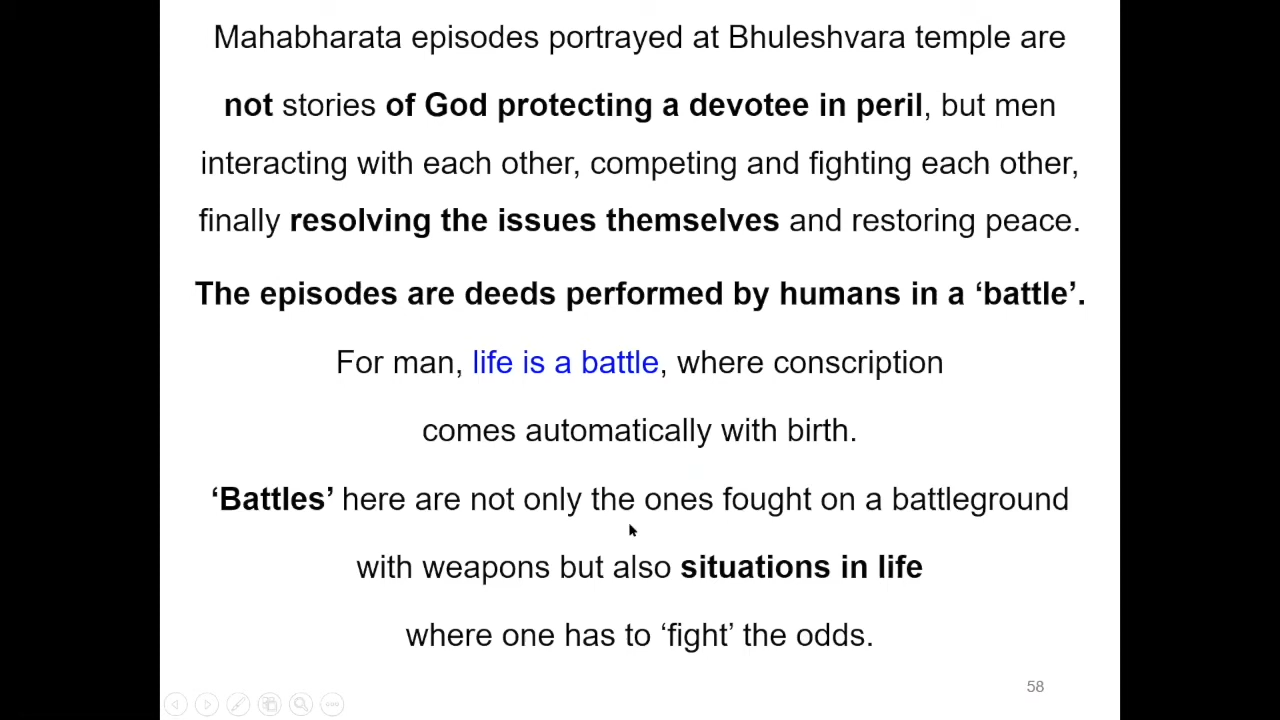 Mahabharata episodes portrayed at Bhuleshvara temple are
not stories of God protecting a devotee in peril, but men
interacting with each other, competing and fighting each other,
finally resolving the issues themselves and restoring peace.
The episodes are deeds performed by humans in a ‘battle’.
For man, life is a battle, where conscription
comes automatically with birth.
‘Battles’ here are not only the ones fought on a battleground
with weapons but also situations in life
where one has to ‘fight’ the odds.
58